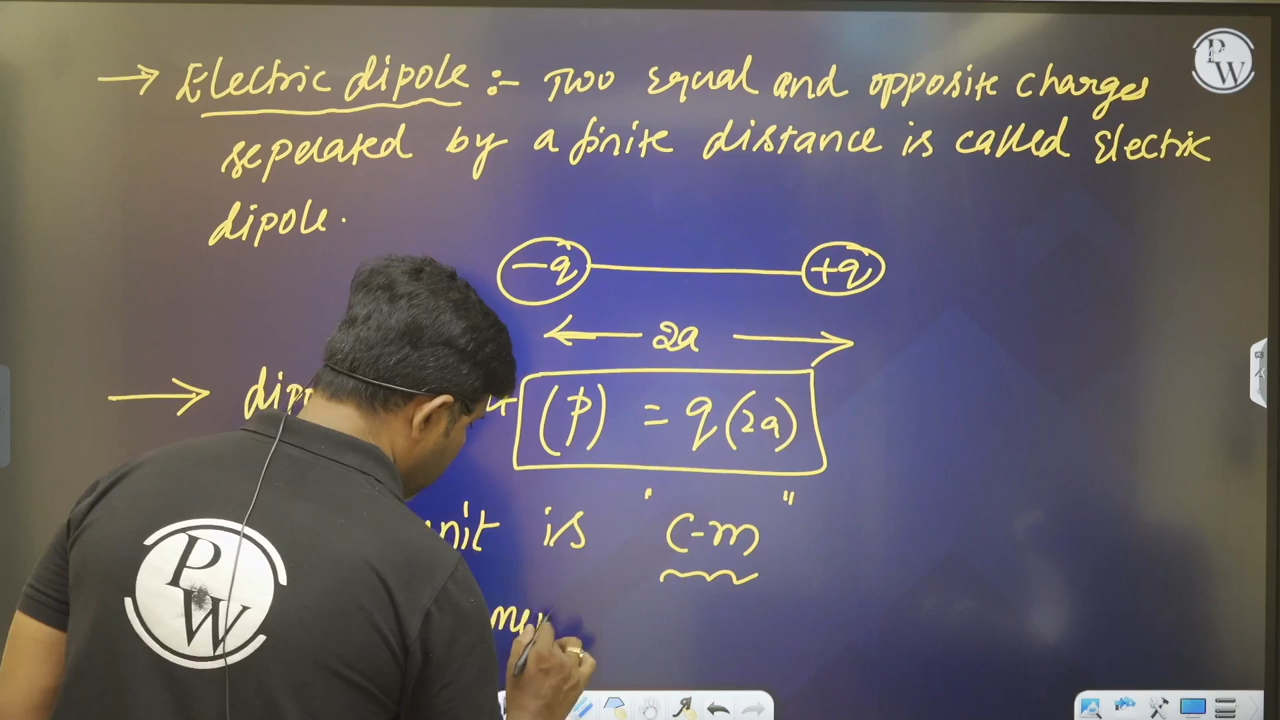 → Electric dipole :- Two equal and opposite charges
seperated by a finite distance is called Electric
dipole.
-q +q
2a
→ (P) = q(2a)
is "C-m"
PW
PW